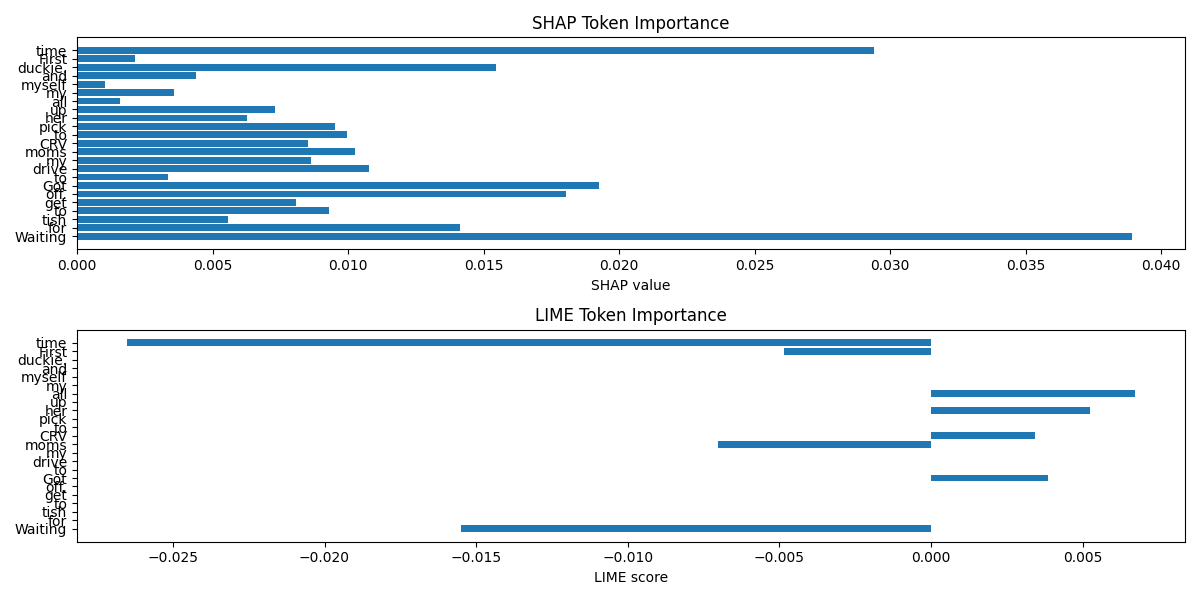 SHAP Token Importance
time
First
duckie.
and
myself
my
all
up
her
pick
to
CRV
moms
my
drive
to
Got
off.
get
to
tish
for
Waiting
0.000 0.005 0.010 0.015 0.020 0.025 0.030 0.035 0.040
SHAP value
LIME Token Importance
time
First
duckie.
and
myself
my
all
up
her
pick
to
CRV
moms
my
drive
to
Got
off.
get
to
tish
for
Waiting
−0.025 −0.020 −0.015 −0.010 −0.005 0.000 0.005
LIME score